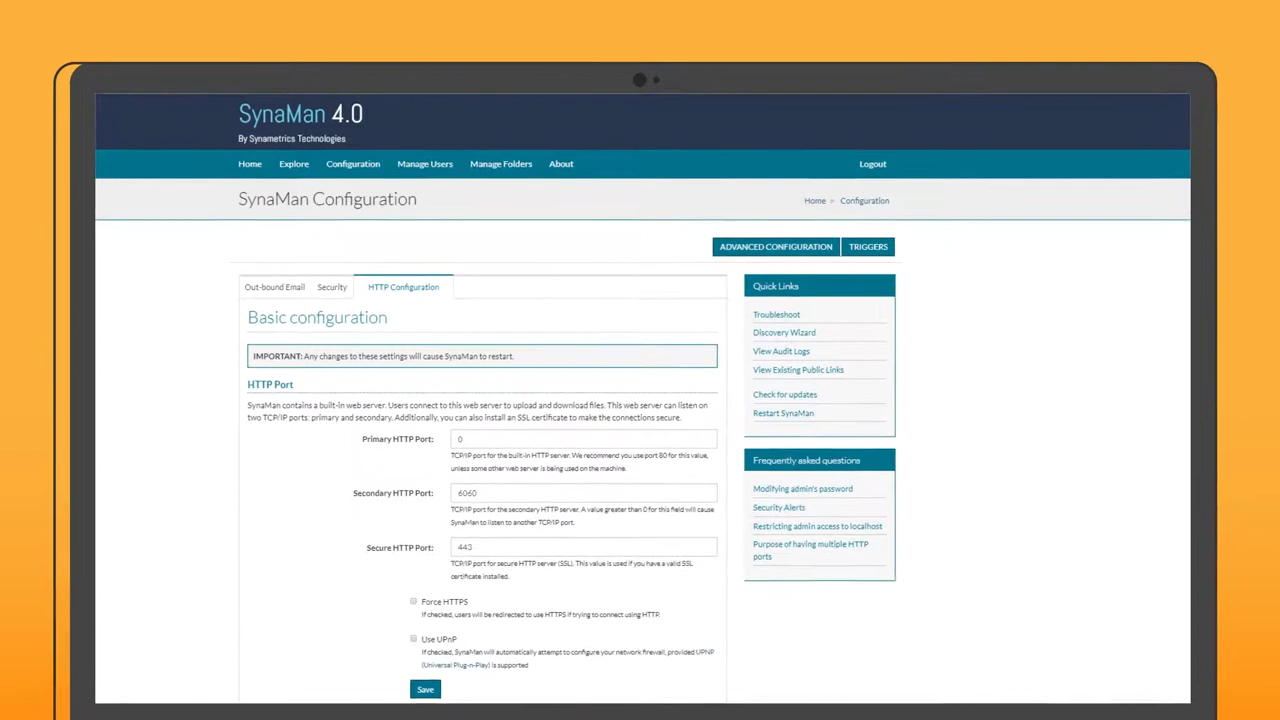 SynaMan 4.0
By Synametrics Technologies
Home Explore Configuration Manage Users Manage Folders About Logout
SynaMan Configuration
Home » Configuration
ADVANCED CONFIGURATION TRIGGERS
Out-bound Email Security HTTP Configuration
Basic configuration
IMPORTANT: Any changes to these settings will cause SynaMan to restart.
HTTP Port
SynaMan contains a built-in web server. Users connect to this web server to upload and download files. This web server can listen on
two TCP/IP ports: primary and secondary. Additionally, you can also install an SSL certificate to make the connections secure.
Primary HTTP Port: 0
TCP/IP port for the built-in HTTP server. We recommend you use port 80 for this value,
unless some other web server is being used on the machine.
Secondary HTTP Port: 6060
TCP/IP port for the secondary HTTP server. A value greater than 0 for this field will cause
SynaMan to listen to another TCP/IP port.
Secure HTTP Port: 443
TCP/IP port for secure HTTP server (SSL). This value is used if you have a valid SSL
certificate installed.
Force HTTPS
If checked, users will be redirected to use HTTPS if trying to connect using HTTP.
Use UPnP
If checked, SynaMan will automatically attempt to configure your network firewall, provided UPNP
(Universal Plug-n-Play) is supported
Save
Quick Links
Troubleshoot
Discovery Wizard
View Audit Logs
View Existing Public Links
Check for updates
Restart SynaMan
Frequently asked questions
Modifying admin's password
Security Alerts
Restricting admin access to localhost
Purpose of having multiple HTTP
ports